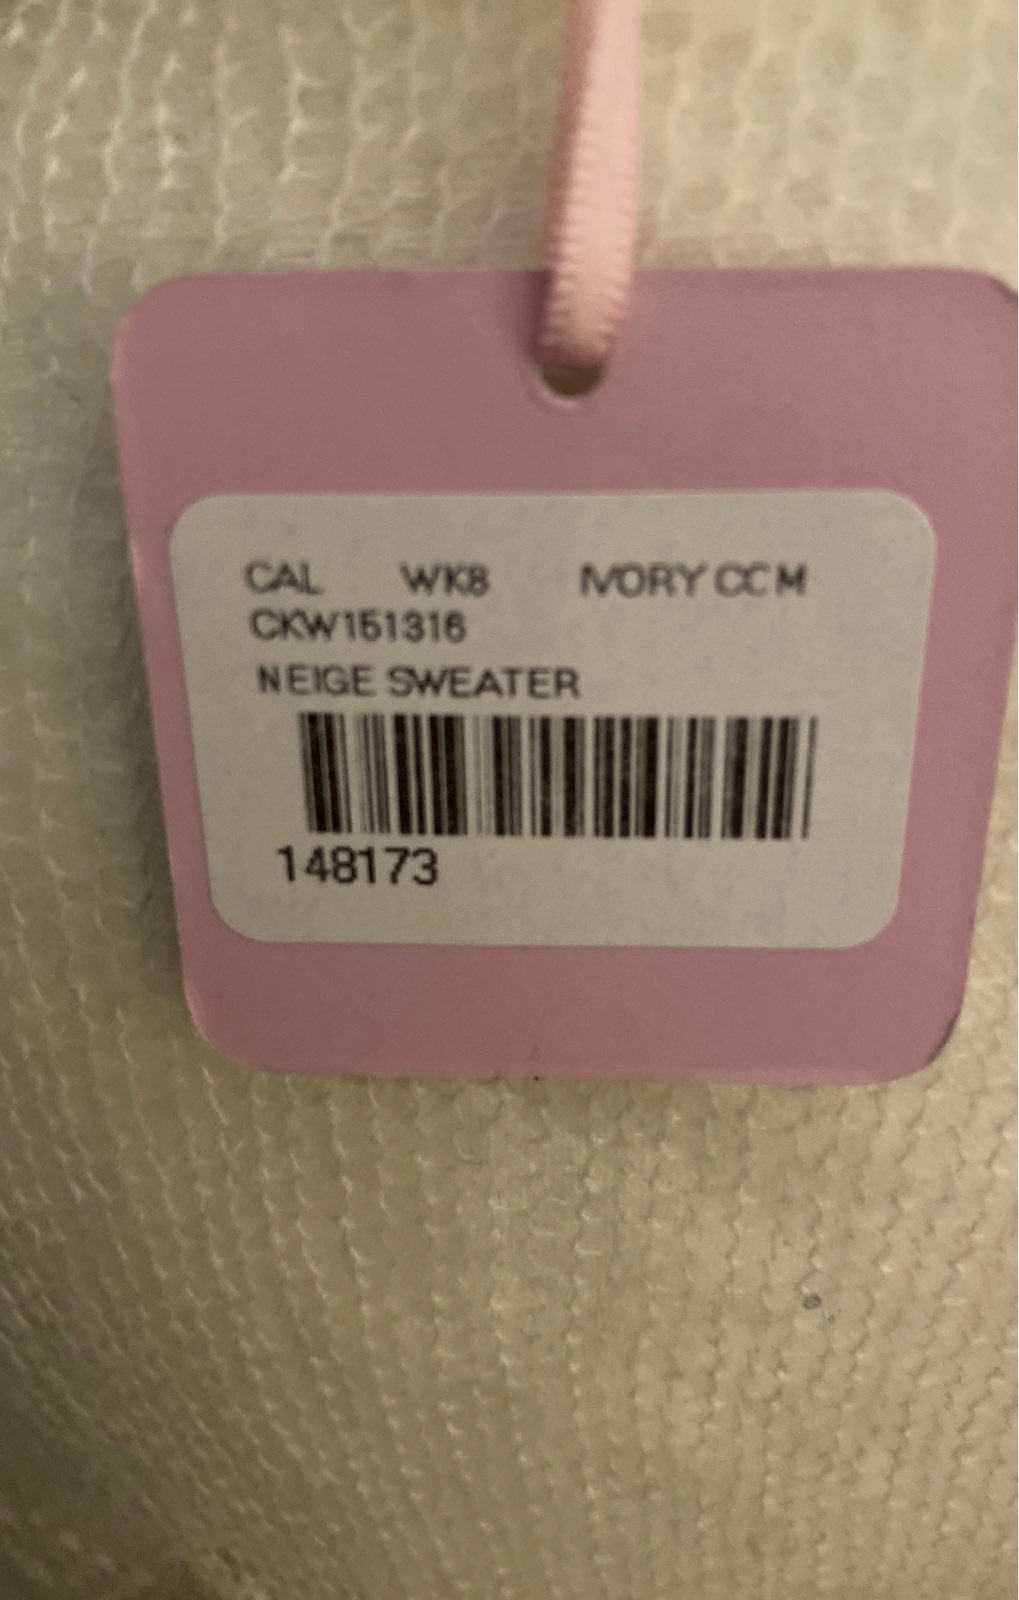 CAL WK8 IVORY CCM
CKW151316
NEIGE SWEATER
148173